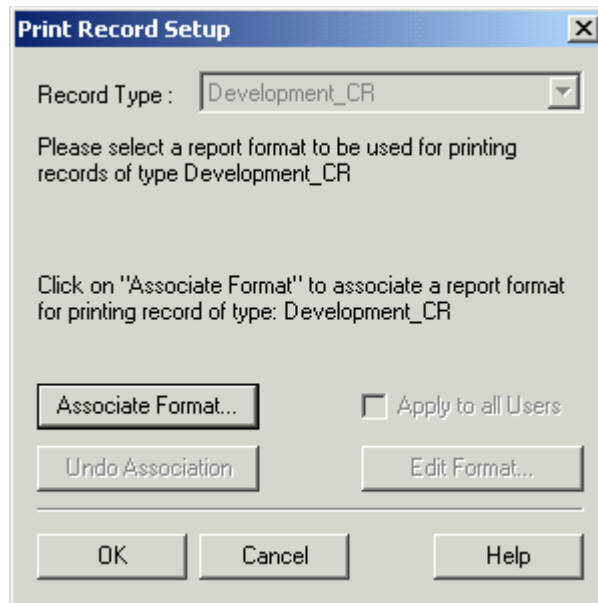 Print Record Setup
Record Type : Development_CR
Please select a report format to be used for printing
records of type Development_CR
Click on "Associate Format" to associate a report format
for printing record of type: Development_CR
Associate Format... Apply to all Users
Undo Association Edit Format...
OK Cancel Help